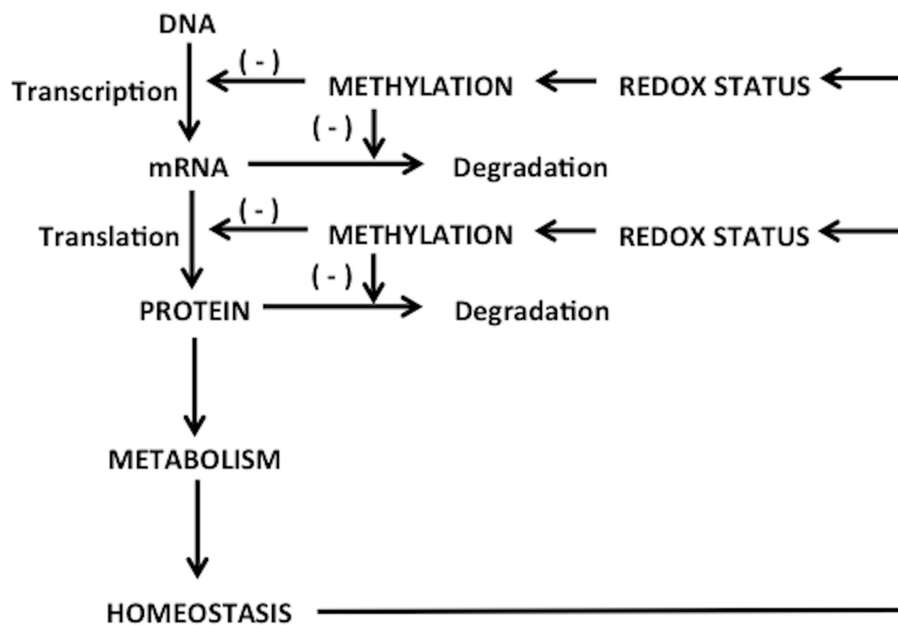 DNA
( - )
Transcription
METHYLATION
REDOX STATUS
( - )
mRNA
Degradation
( - )
Translation
METHYLATION
REDOX STATUS
( - )
PROTEIN
Degradation
METABOLISM
HOMEOSTASIS